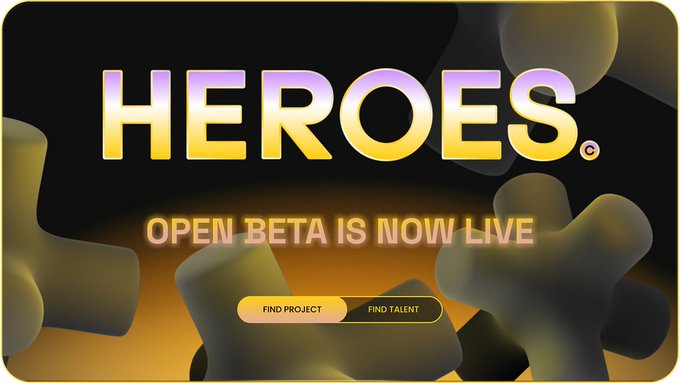 HEROES.©
OPEN BETA IS NOW LIVE
FIND PROJECT FIND TALENT